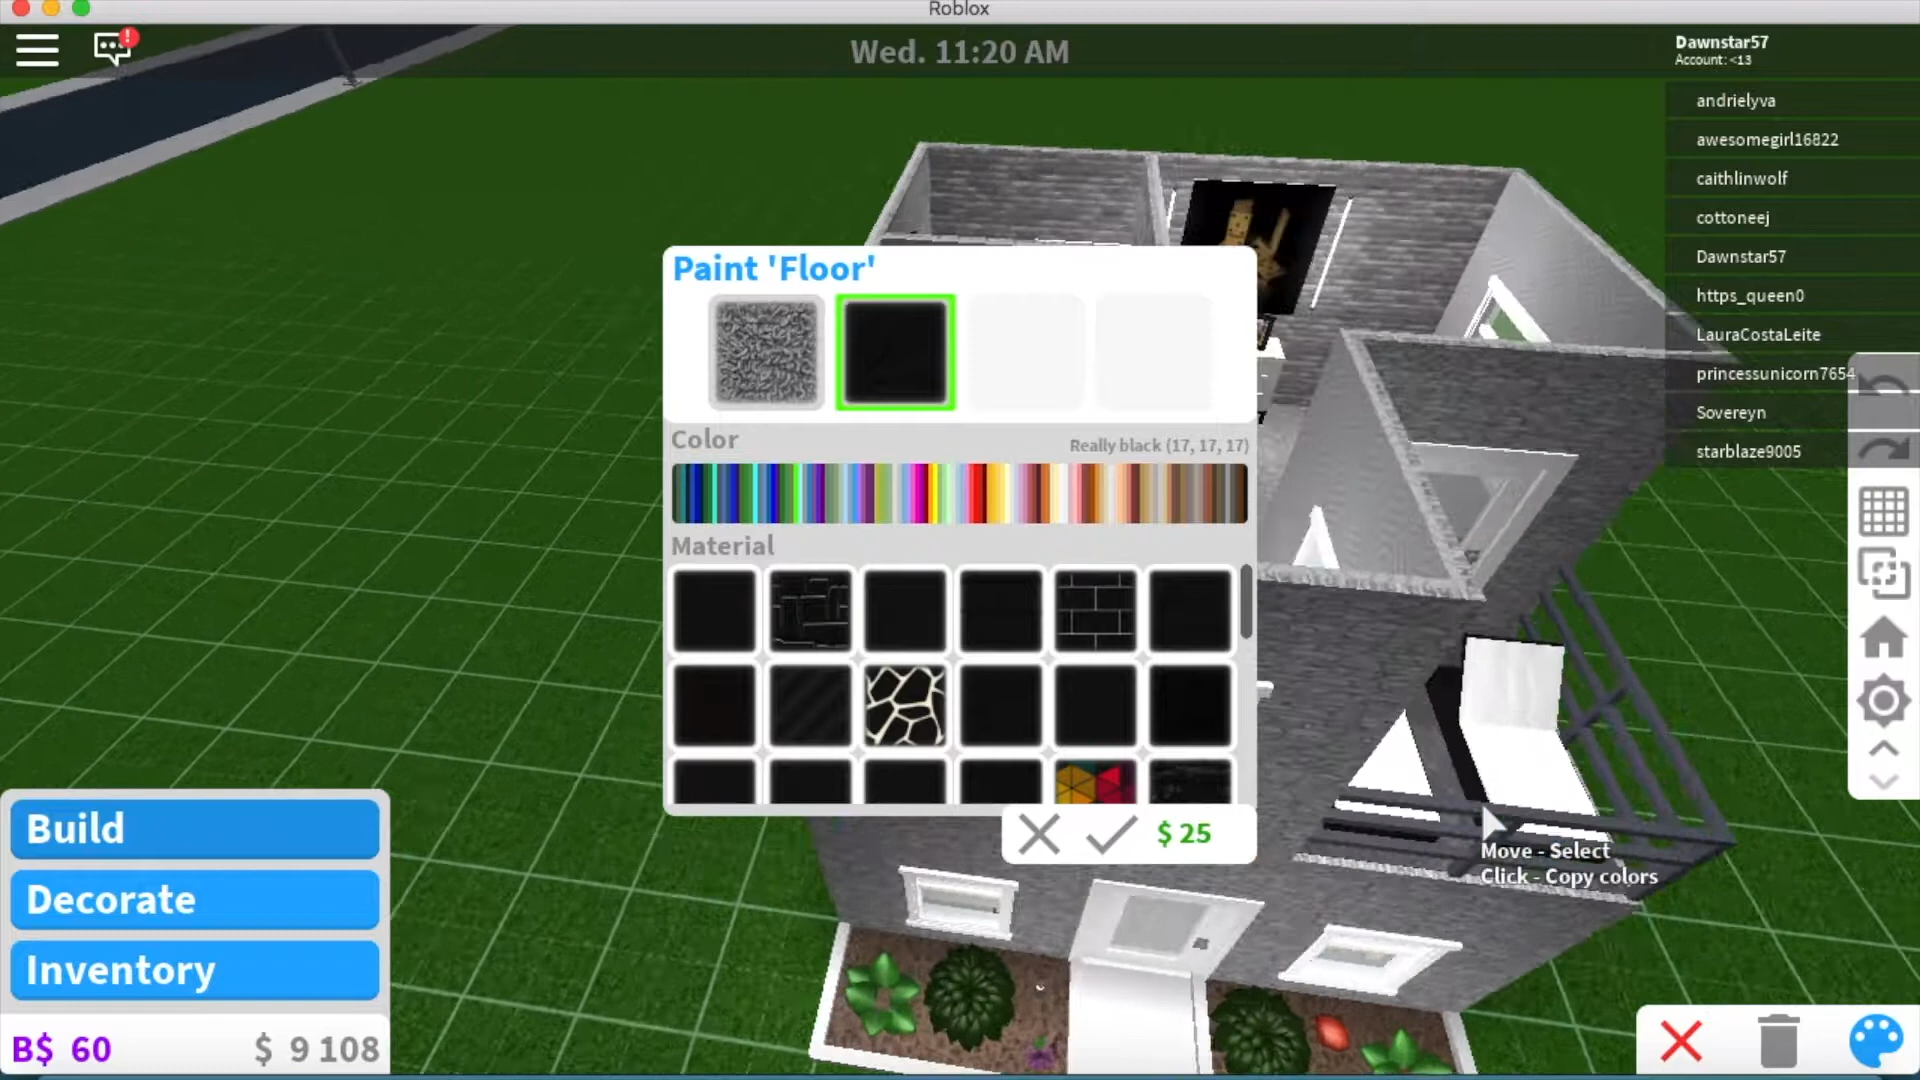 Roblox
Wed. 11:20 AM
Dawnstar57
Account: <13
andrielyva
awesomegirl16822
caithlinwolf
cottoneej
Dawnstar57
https_queen0
LauraCostaLeite
princessunicorn7654
Sovereyn
starblaze9005
Paint 'Floor'
Color
Really black (17, 17, 17)
Material
$ 25
Move - Select
Click - Copy colors
Build
Decorate
Inventory
B$ 60
$ 9 108